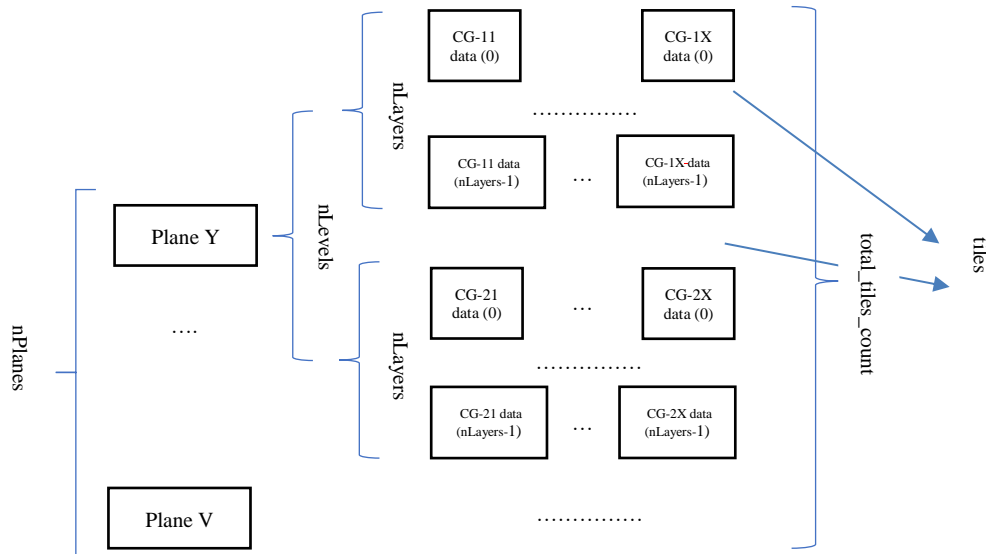 CG-11
data (0)
CG-1X
data (0)
……………
nLayers
CG-11 data
(nLayers-1)
…
CG-1X-data
(nLayers-1)
Plane Y
nLevels
tiles
total_tiles_count
CG-21
data (0)
…
CG-2X
data (0)
….
nPlanes
nLayers
……………
CG-21 data
(nLayers-1)
…
CG-2X data
(nLayers-1)
Plane V
……………